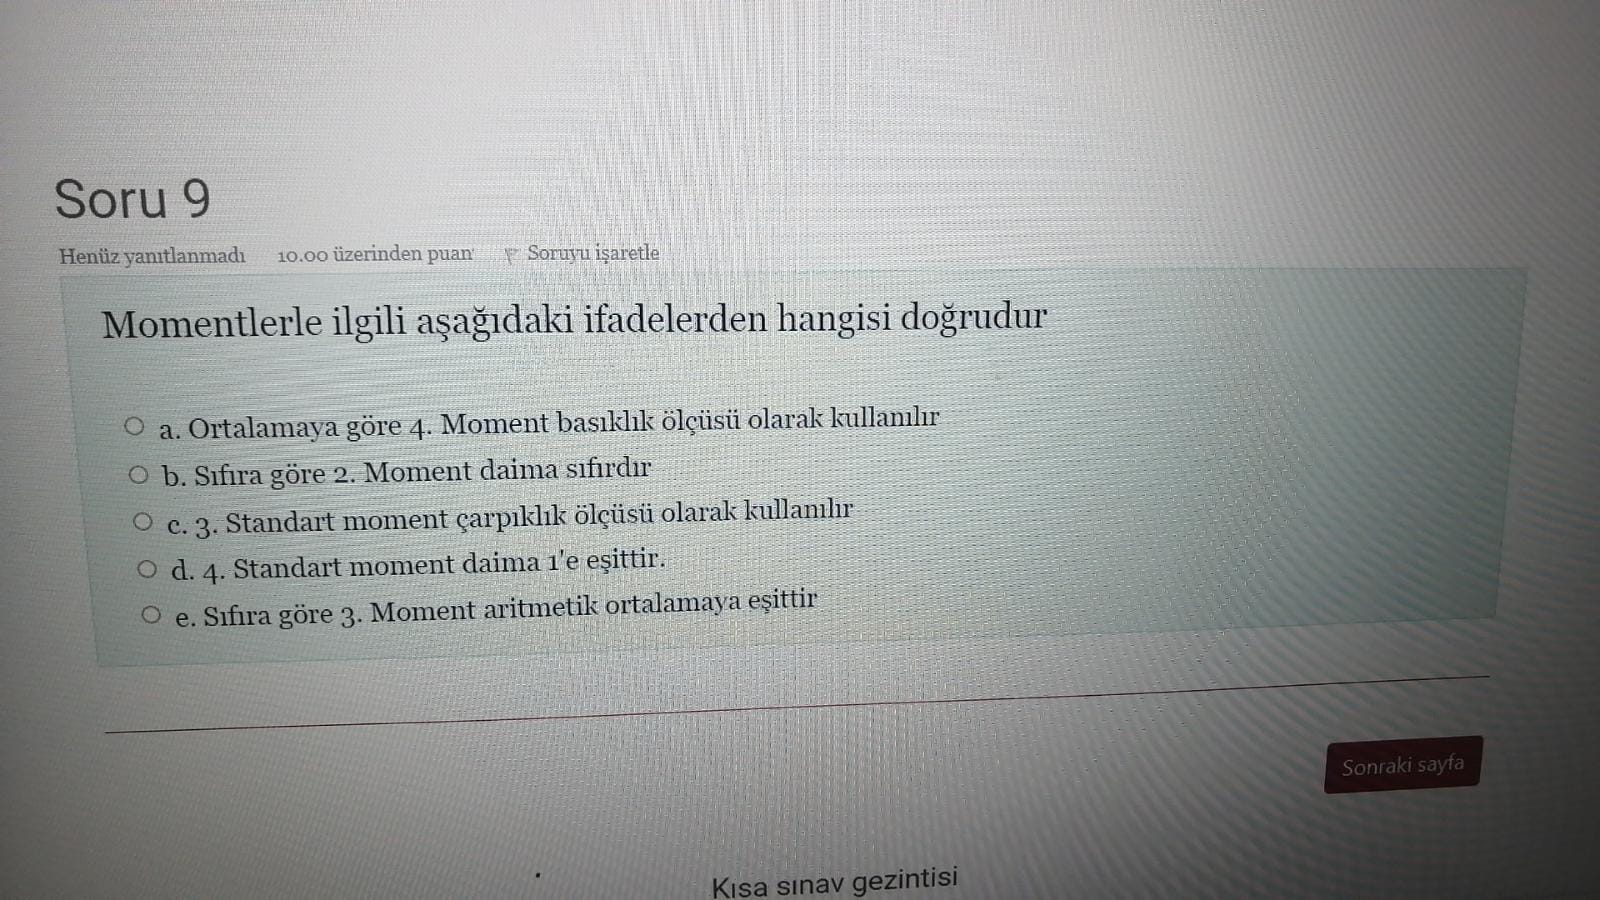 Soru 9
Henüz yanıtlanmadı 10.00 üzerinden puan Soruyu işaretle
Momentlerle ilgili aşağıdaki ifadelerden hangisi doğrudur
a. Ortalamaya göre 4. Moment basıklık ölçüsü olarak kullanılır
b. Sıfıra göre 2. Moment daima sıfırdır
c. 3. Standart moment çarpıklık ölçüsü olarak kullanılır
d. 4. Standart moment daima 1'e eşittir.
e. Sıfıra göre 3. Moment aritmetik ortalamaya eşittir
Sonraki sayfa
Kısa sınav gezintisi